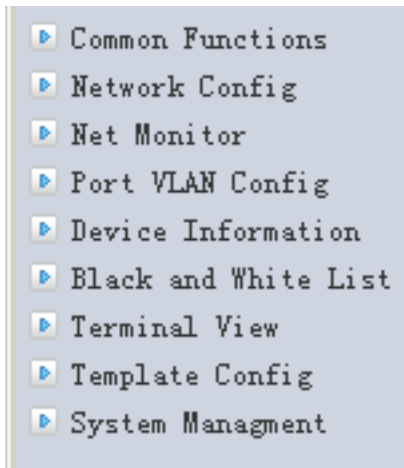 Common Functions
Network Config
Net Monitor
Port VLAN Config
Device Information
Black and White List
Terminal View
Template Config
System Managment